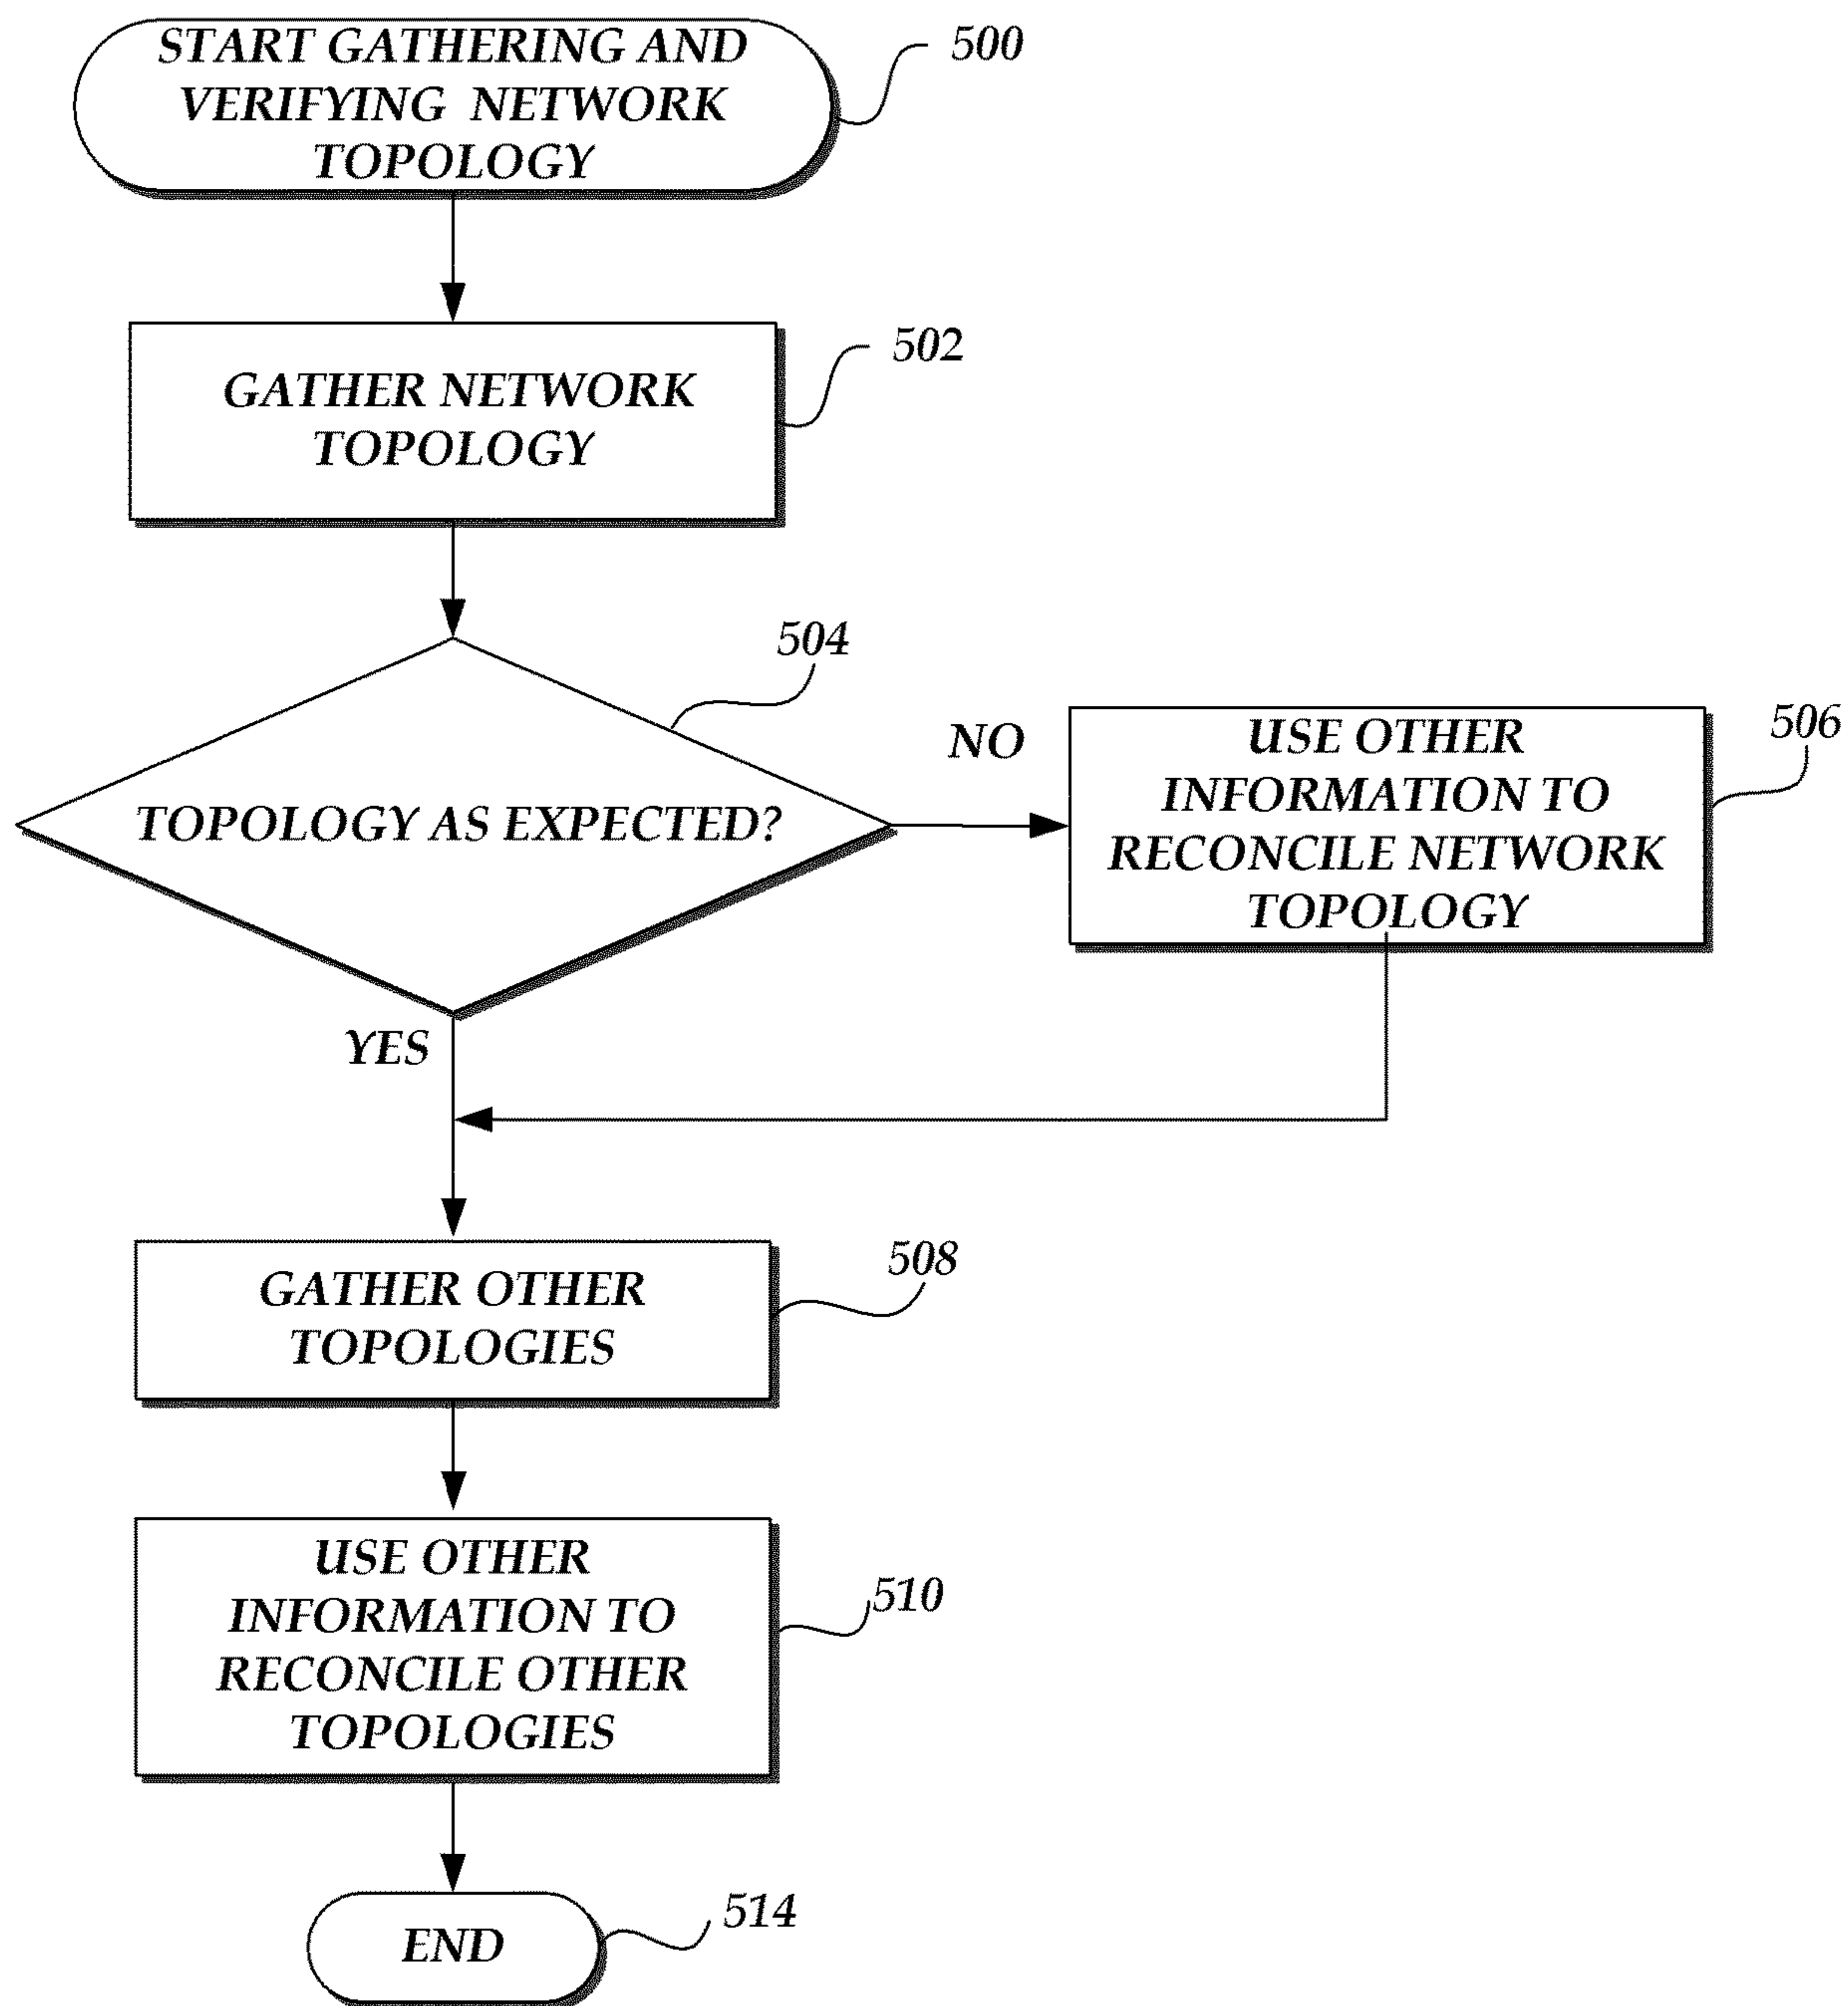 START GATHERING AND
VERIFYING NETWORK
TOPOLOGY
500
GATHER NETWORK
TOPOLOGY
502
504
TOPOLOGY AS EXPECTED?
NO
USE OTHER
INFORMATION TO
RECONCILE NETWORK
TOPOLOGY
506
YES
GATHER OTHER
TOPOLOGIES
508
USE OTHER
INFORMATION TO
RECONCILE OTHER
TOPOLOGIES
510
END
514